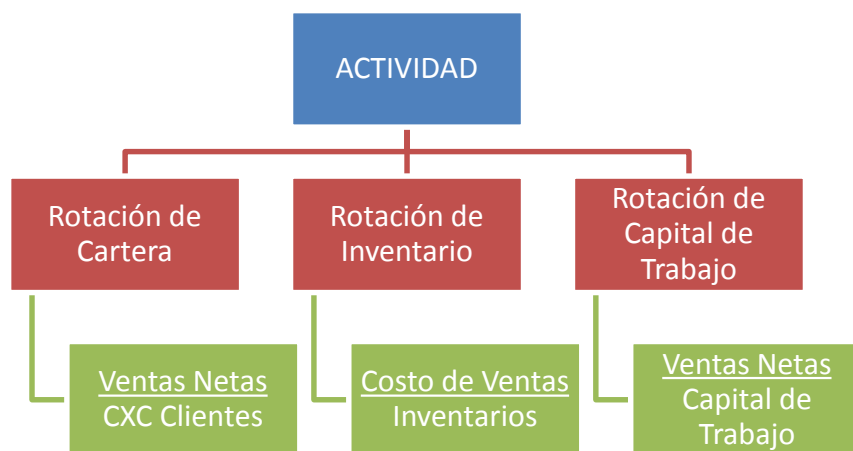 ACTIVIDAD
Rotación de
Cartera
Rotación de
Inventario
Rotación de
Capital de
Trabajo
Ventas Netas
CXC Clientes
Costo de Ventas
Inventarios
Ventas Netas
Capital de
Trabajo